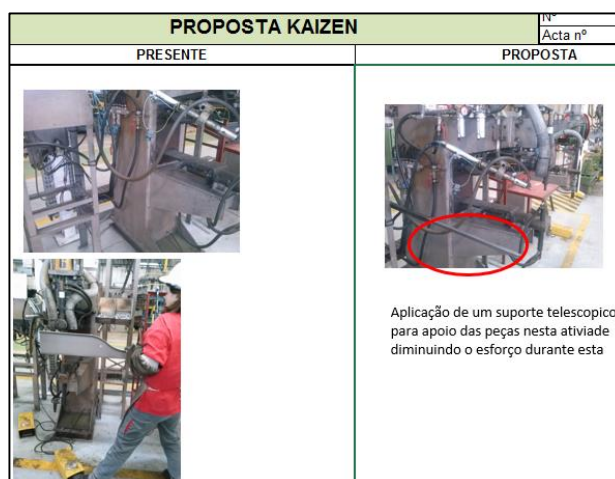 PROPOSTA KAIZEN
Nº
Acta nº
PRESENTE
PROPOSTA
Aplicação de um suporte telescopico
para apoio das peças nesta ativiade
diminuindo o esforço durante esta